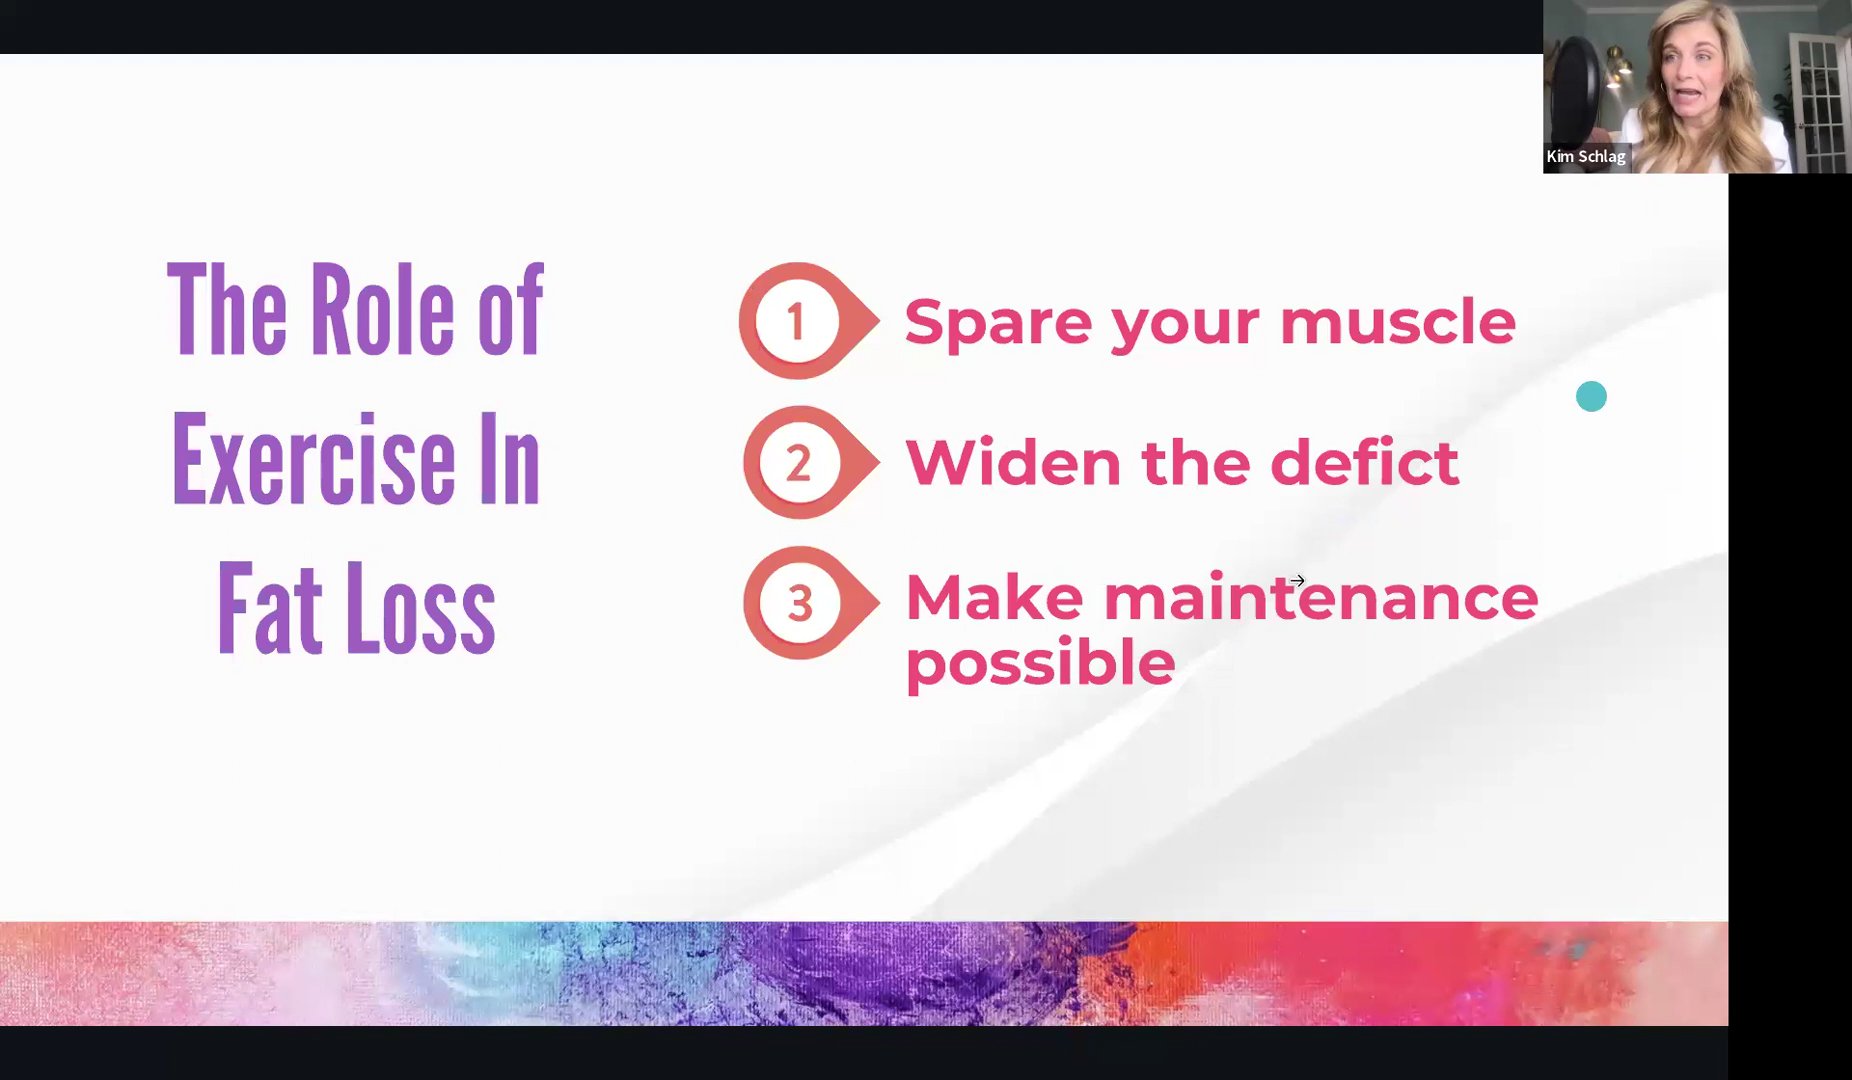 Kim Schlag
The Role of
Exercise In
Fat Loss
1
Spare your muscle
2
Widen the defict
3
Make maintenance
possible